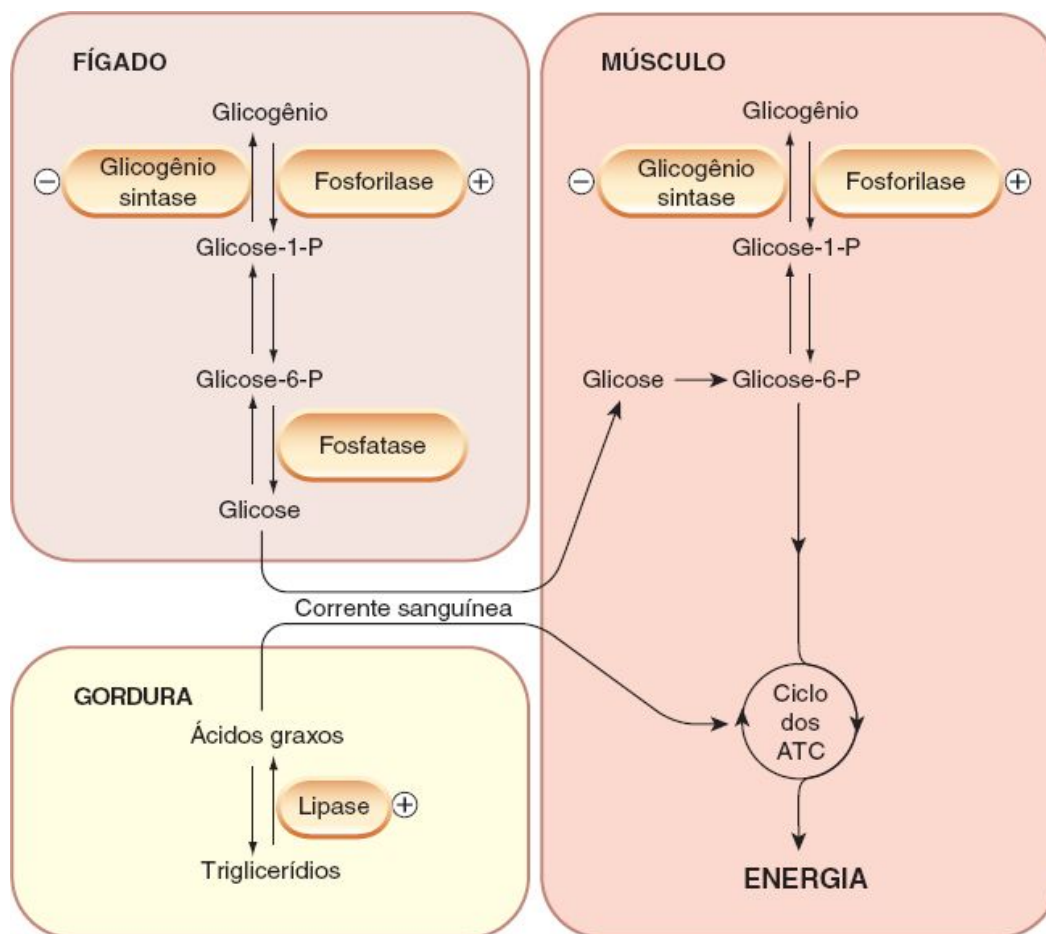 FÍGADO
Glicogênio
−
Glicogênio
sintase
Fosforilase
+
Glicose-1-P
Glicose-6-P
Fosfatase
Glicose
MÚSCULO
Glicogênio
−
Glicogênio
sintase
Fosforilase
+
Glicose-1-P
Glicose
Glicose-6-P
Corrente sanguínea
GORDURA
Ácidos graxos
Lipase
+
Triglicerídios
Ciclo
dos
ATC
ENERGIA